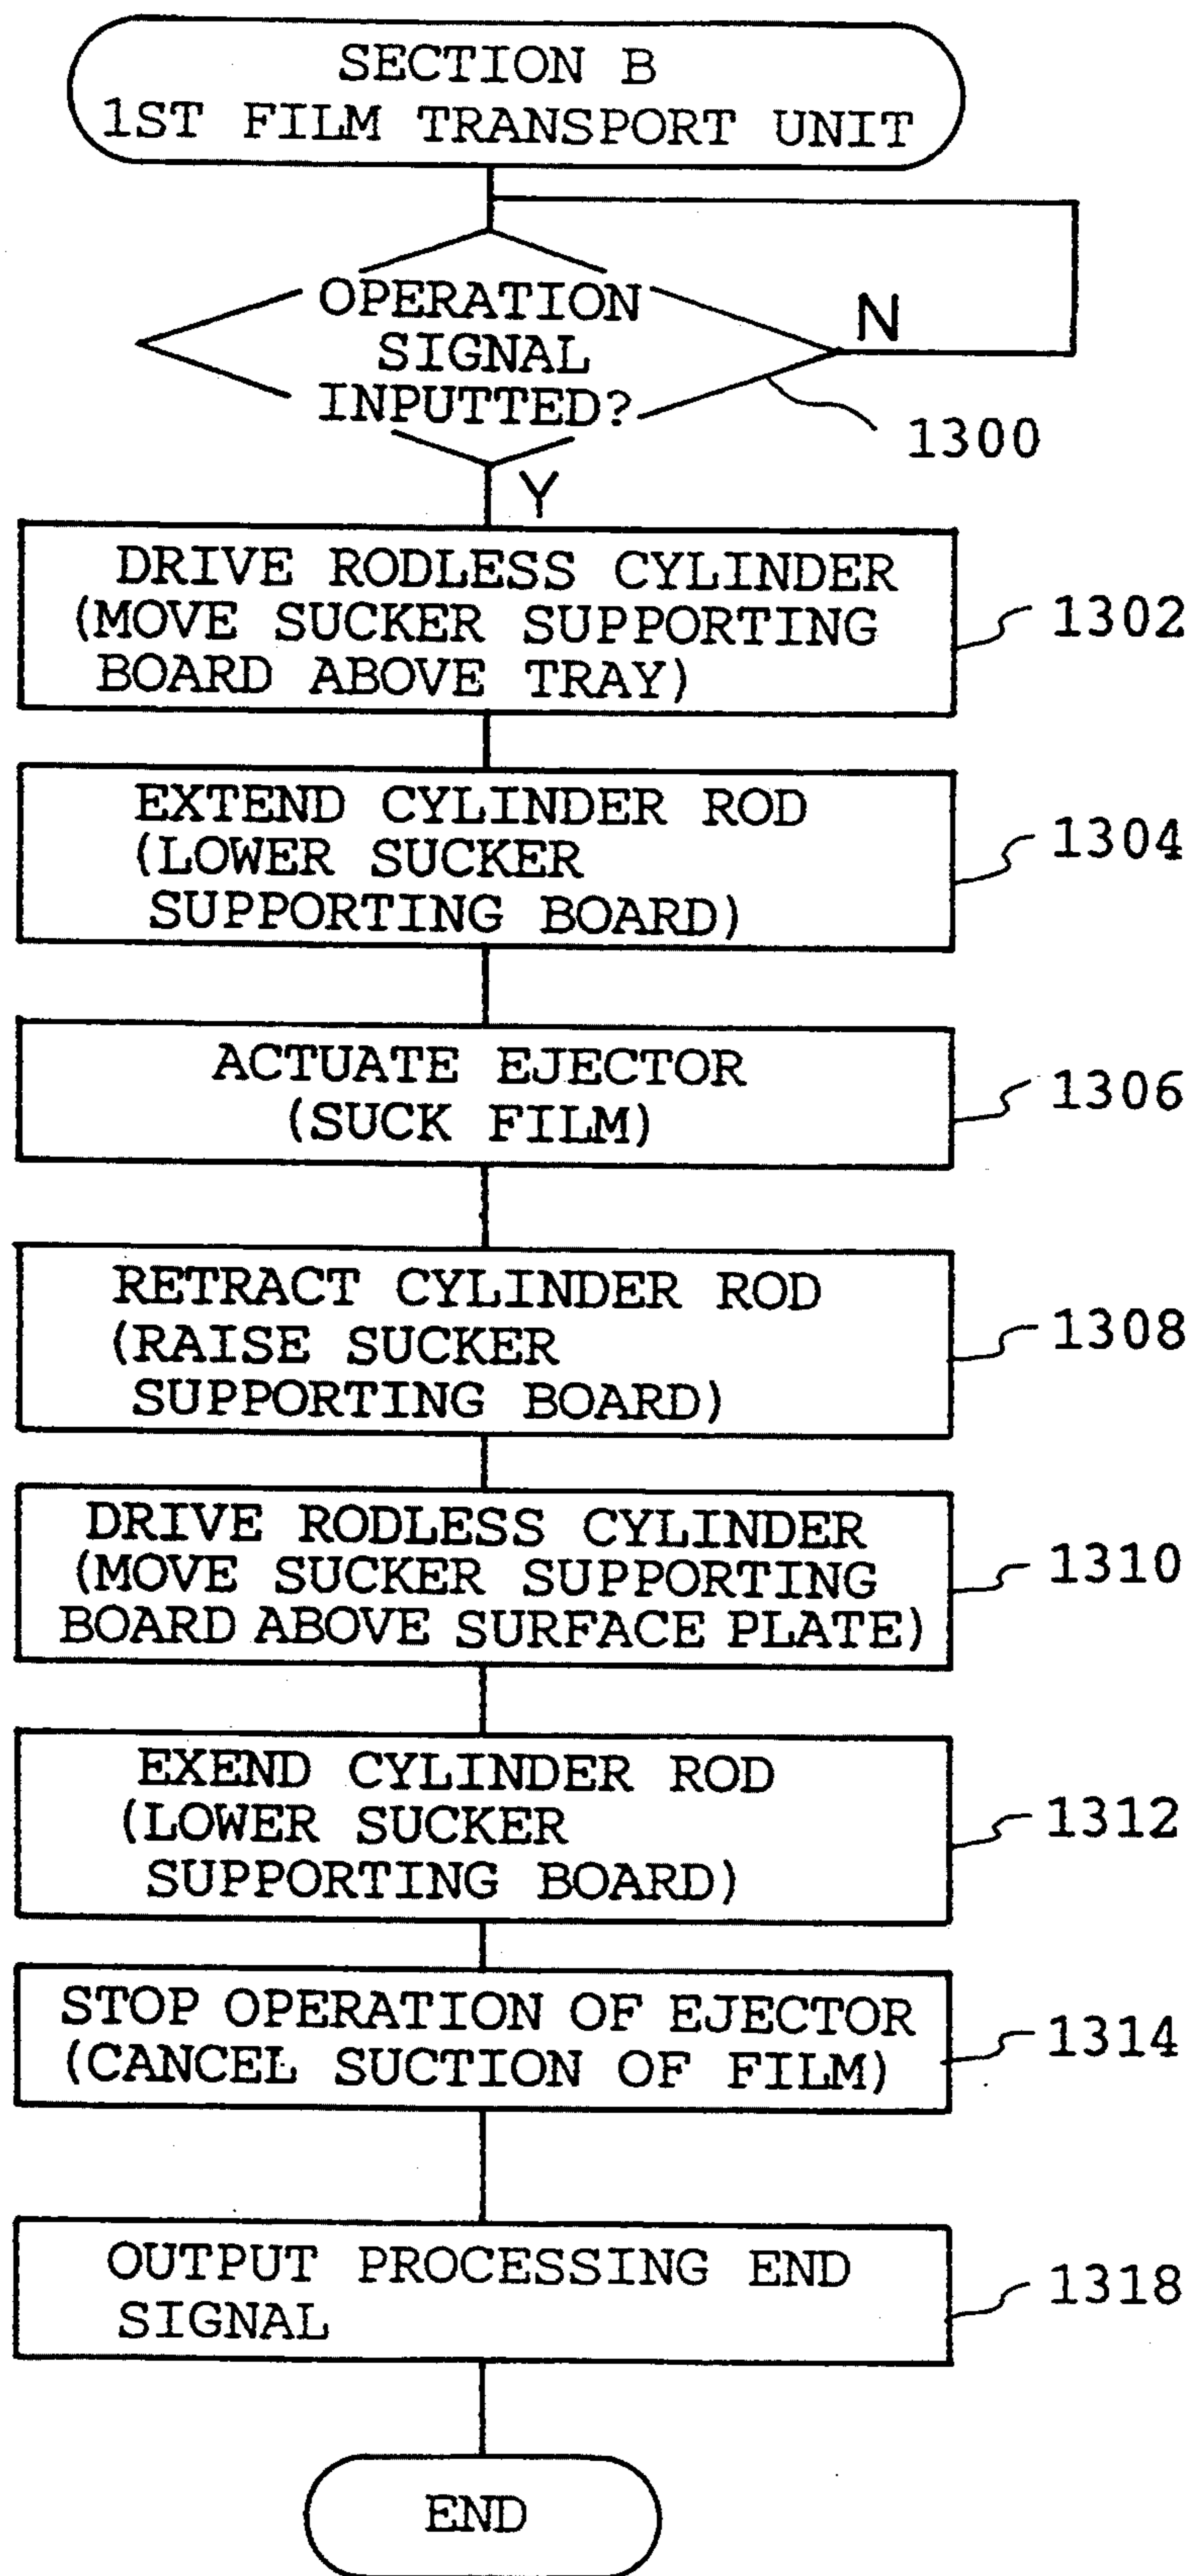 SECTION B
1ST FILM TRANSPORT UNIT
OPERATION
SIGNAL
INPUTTED?
N
1300
Y
DRIVE RODLESS CYLINDER
(MOVE SUCKER SUPPORTING
BOARD ABOVE TRAY)
1302
EXTEND CYLINDER ROD
(LOWER SUCKER
SUPPORTING BOARD)
1304
ACTUATE EJECTOR
(SUCK FILM)
1306
RETRACT CYLINDER ROD
(RAISE SUCKER
SUPPORTING BOARD)
1308
DRIVE RODLESS CYLINDER
(MOVE SUCKER SUPPORTING
BOARD ABOVE SURFACE PLATE)
1310
EXEND CYLINDER ROD
(LOWER SUCKER
SUPPORTING BOARD)
1312
STOP OPERATION OF EJECTOR
(CANCEL SUCTION OF FILM)
1314
OUTPUT PROCESSING END
SIGNAL
1318
END